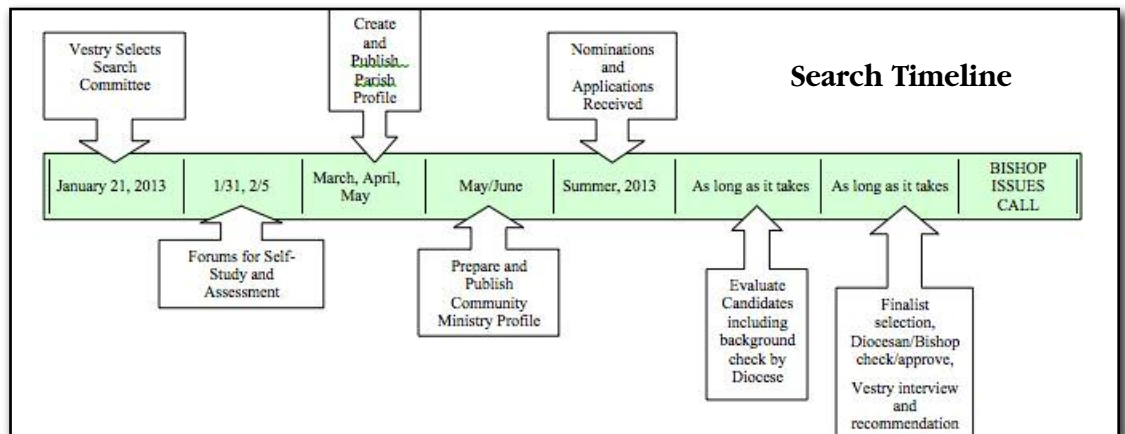 Search Timeline
Vestry Selects
Search
Committee
Create
and
Publish
Parish
Profile
Nominations
and
Applications
Received
January 21, 2013
1/31, 2/5
March, April,
May
May/June
Summer, 2013
As long as it takes
As long as it takes
BISHOP
ISSUES
CALL
Forums for Self-
Study and
Assessment
Prepare and
Publish
Community
Ministry Profile
Evaluate
Candidates
including
background
check by
Diocese
Finalist
selection,
Diocesan/Bishop
check/approve,
Vestry interview
and
recommendation